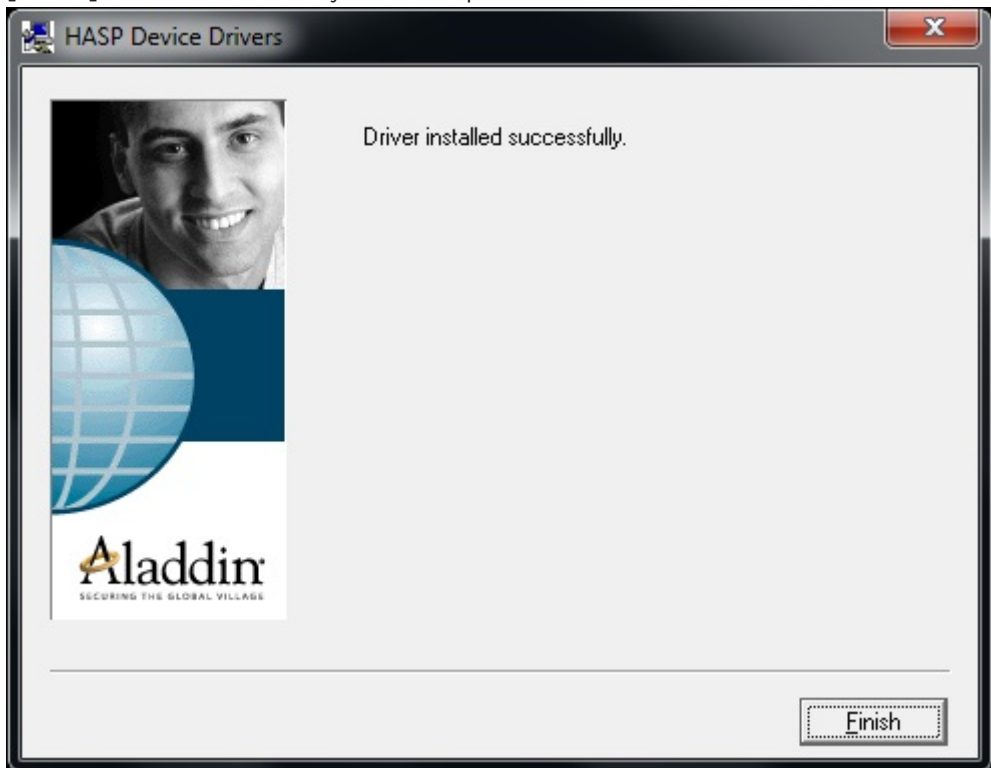 HASP Device Drivers
Driver installed successfully.
Aladdin
SECURING THE GLOBAL VILLAGE
Finish